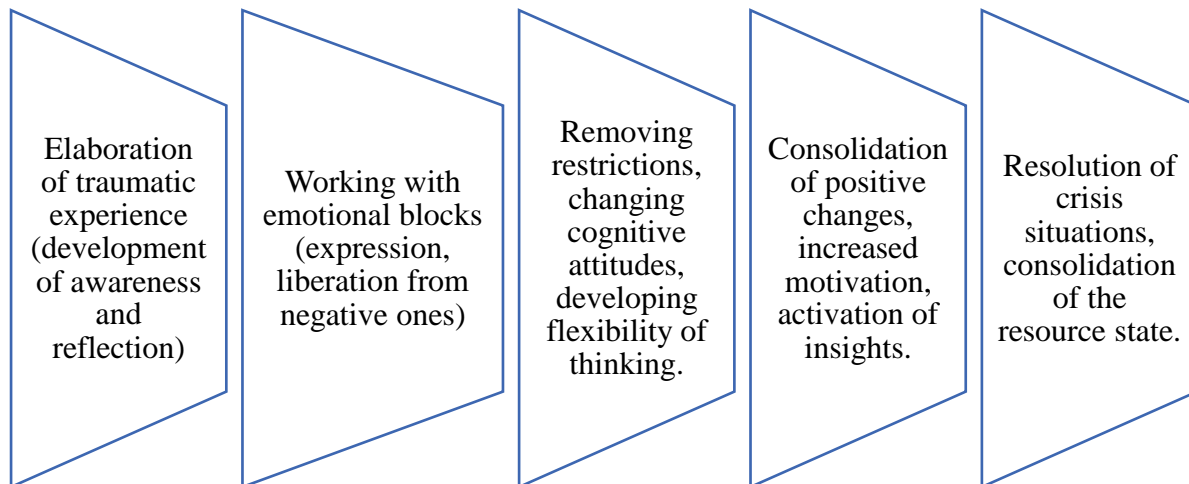 Elaboration
of traumatic
experience
(development
of awareness
and
reflection)
Working with
emotional blocks
(expression,
liberation from
negative ones)
Removing
restrictions,
changing
cognitive
attitudes,
developing
flexibility of
thinking.
Consolidation
of positive
changes,
increased
motivation,
activation of
insights.
Resolution of
crisis
situations,
consolidation
of the
resource state.